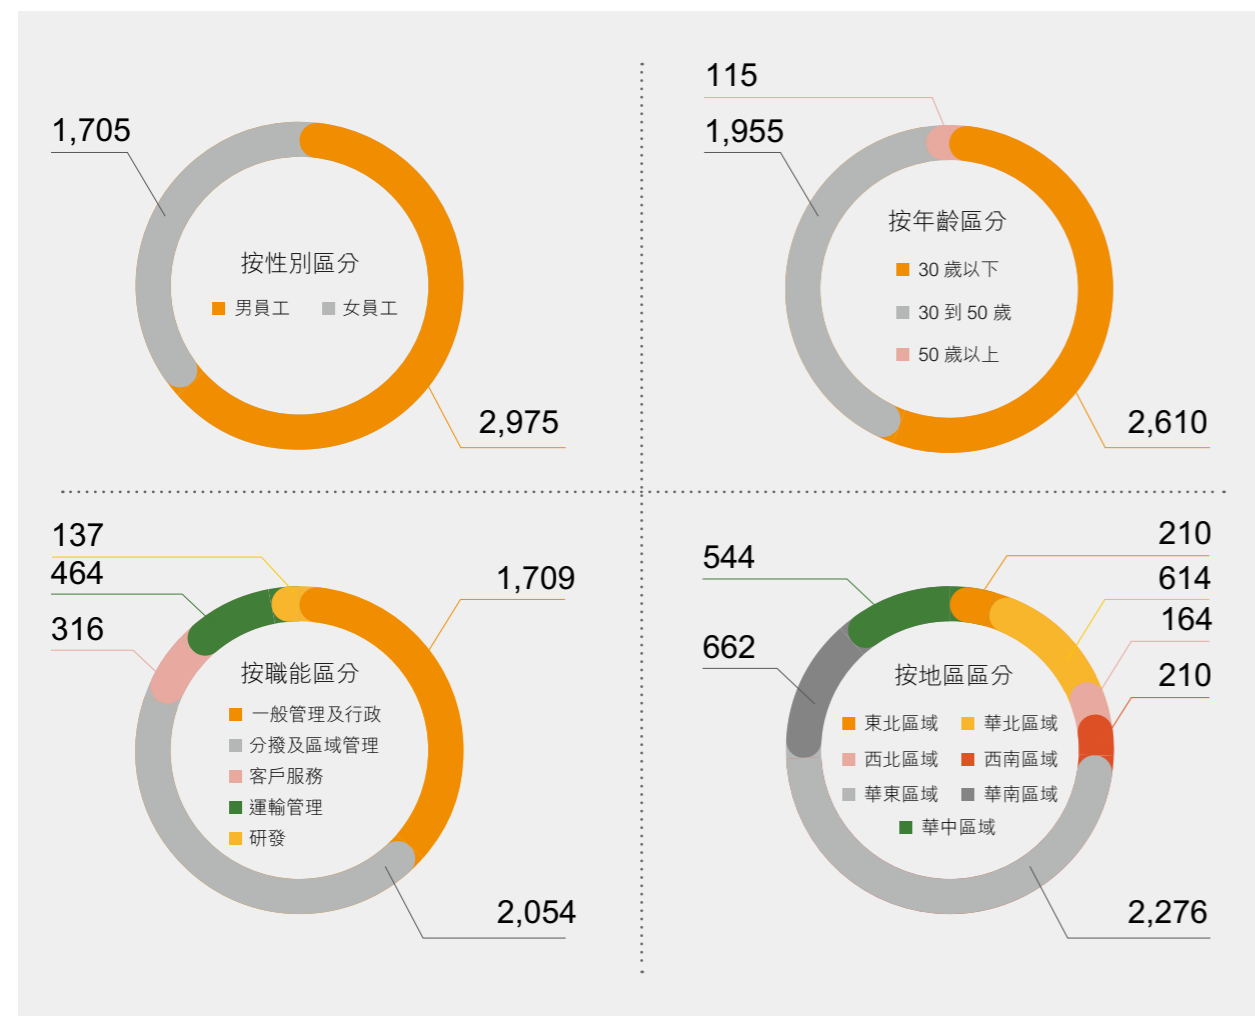 1,705
按性別區分
男員工 女員工
2,975
115
1,955
按年齡區分
30 歲以下
30 到 50 歲
50 歲以上
2,610
137
464
316
1,709
按職能區分
一般管理及行政
分撥及區域管理
客戶服務
運輸管理
研發
2,054
544
662
210
614
164
210
按地區區分
東北區域 華北區域
西北區域 西南區域
華東區域 華南區域
華中區域
2,276